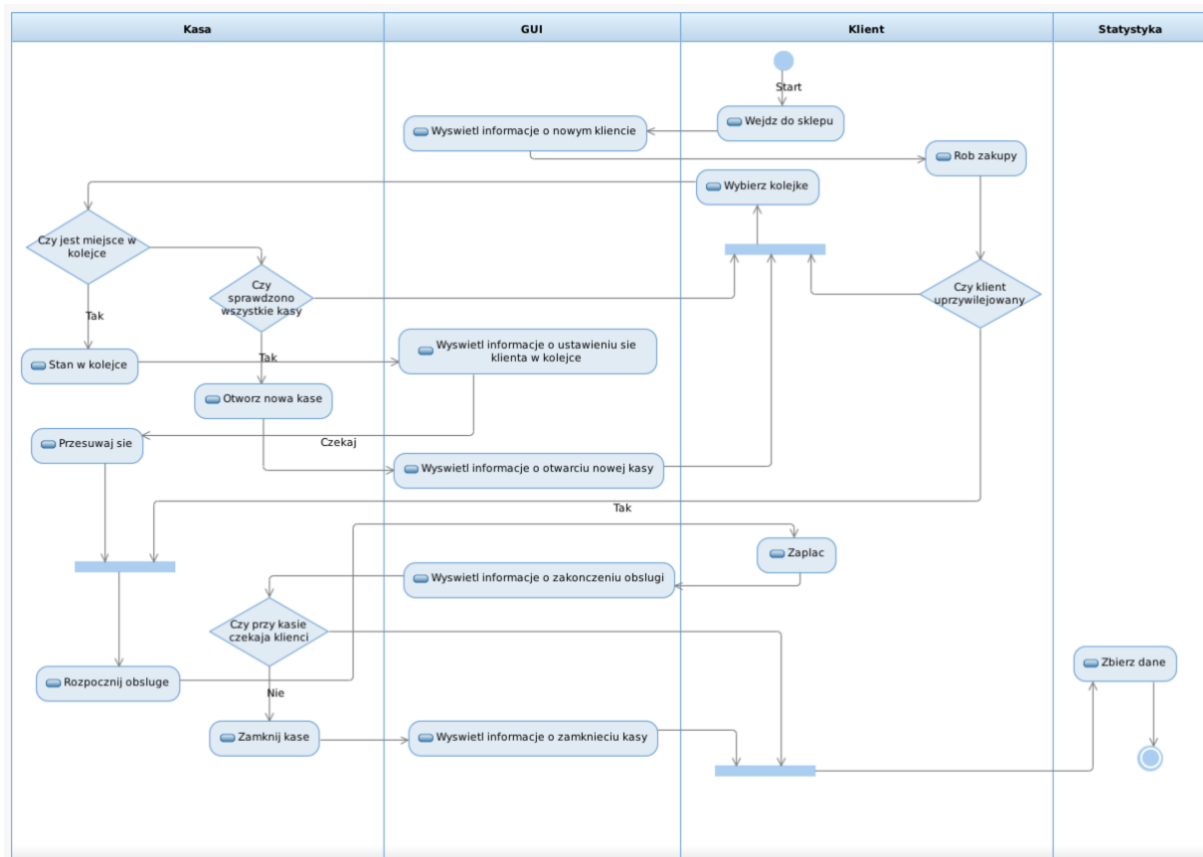 Kasa
GUI
Klient
Statystyka
Start
Wejdz do sklepu
Wyswietl informacje o nowym kliencie
Rob zakupy
Wybierz kolejke
Czy jest miejsce w
kolejce
Czy
sprawdzono
wszystkie kasy
Czy klient
uprzywilejowany
Tak
Wyswietl informacje o ustawieniu sie
klienta w kolejce
Stan w kolejce
Tak
Otworz nowa kase
Przesuwaj sie
Czekaj
Wyswietl informacje o otwarciu nowej kasy
Tak
Zaplac
Wyswietl informacje o zakonczeniu obslugi
Czy przy kasie
czekaja klienci
Zbierz dane
Rozpocznij obsluge
Nie
Zamknij kase
Wyswietl informacje o zamknieciu kasy